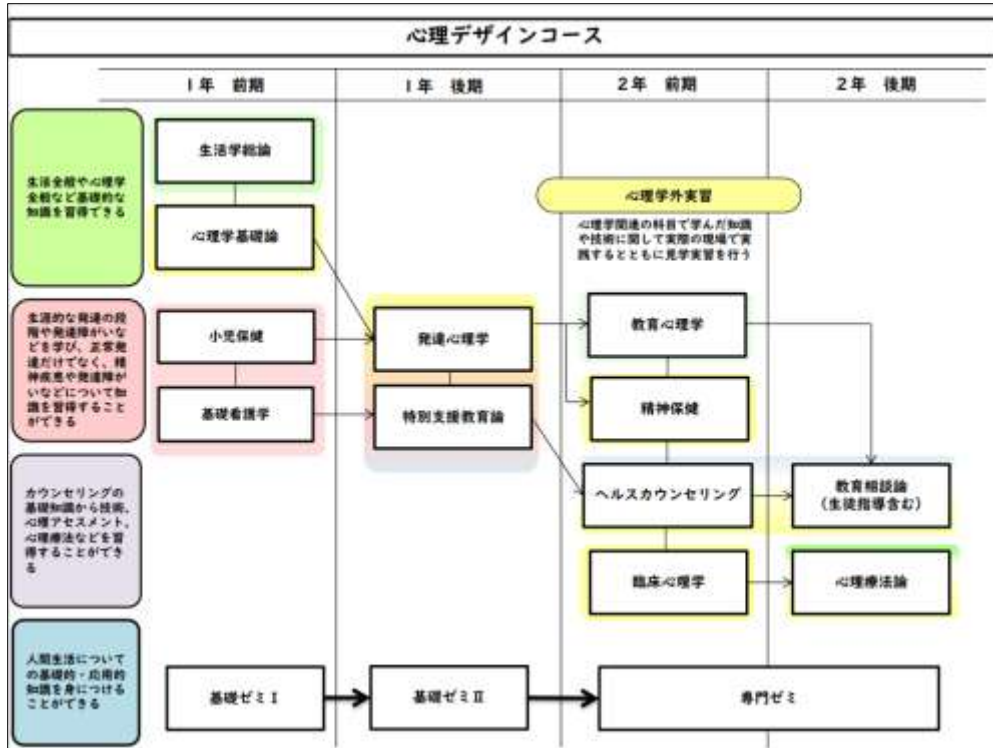 心理デザインコース
1年 前期
1年 後期
2年 前期
2年 後期
生活全般や心理学
全般など基礎的な
知識を習得できる
生活学総論
心理学基礎論
心理学外実習
心理学関連の科目で学んだ知識
や技術に関して実際の現場で実
践するとともに見学実習を行う
生涯的な発達の段
階や発達障がいな
どを学び、正常発
達だけでなく、精
神疾患や発達障が
いなどについて知
識を習得すること
ができる
小児保健
発達心理学
教育心理学
基礎看護学
特別支援教育論
精神保健
カウンセリングの
基礎知識から技術、
心理アセスメント、
心理療法などを習
得することができ
る
ヘルスカウンセリング
教育相談論
(生徒指導含む)
臨床心理学
心理療法論
人間生活について
の基礎的・応用的
知識を身につける
ことができる
基礎ゼミⅠ
基礎ゼミⅡ
専門ゼミ